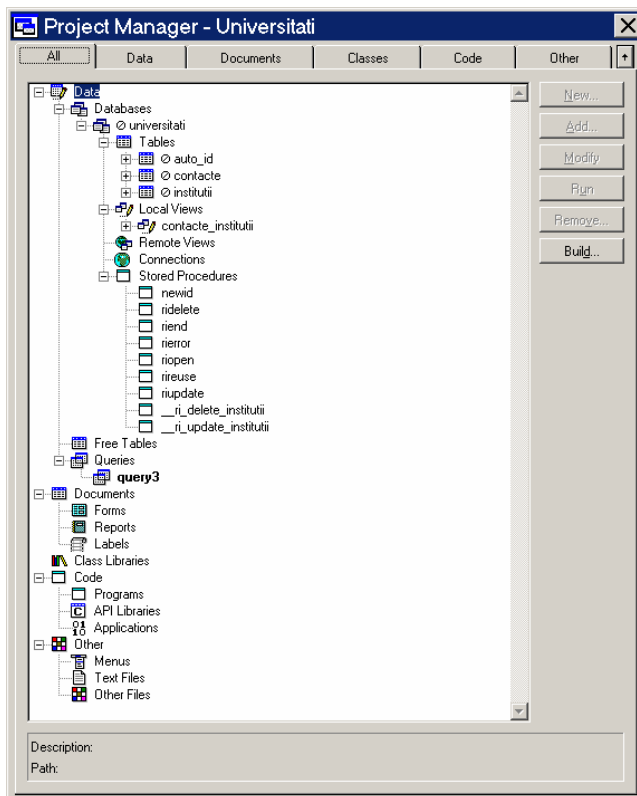 Project Manager - Universitati
All Data Documents Classes Code Other
Data
Databases
universitati
Tables
auto_id
contacte
institutii
Local Views
contacte_institutii
Remote Views
Connections
Stored Procedures
newid
ridelete
riend
rierror
riopen
rireuse
riupdate
__ri_delete_institutii
__ri_update_institutii
Free Tables
Queries
query3
Documents
Forms
Reports
Labels
Class Libraries
Code
Programs
API Libraries
Applications
Other
Menus
Text Files
Other Files
New...
Add...
Modify
Run
Remove...
Build...
Description:
Path: